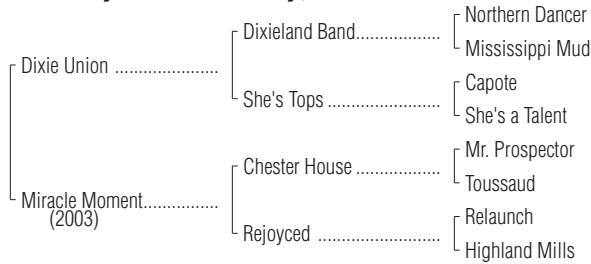 Northern Dancer
Dixieland Band..................
Mississippi Mud
Dixie Union ......................
Capote
She's Tops ........................
She's a Talent
Mr. Prospector
Chester House ..................
Toussaud
Miracle Moment................
(2003)
Relaunch
Rejoyced ..........................
Highland Mills